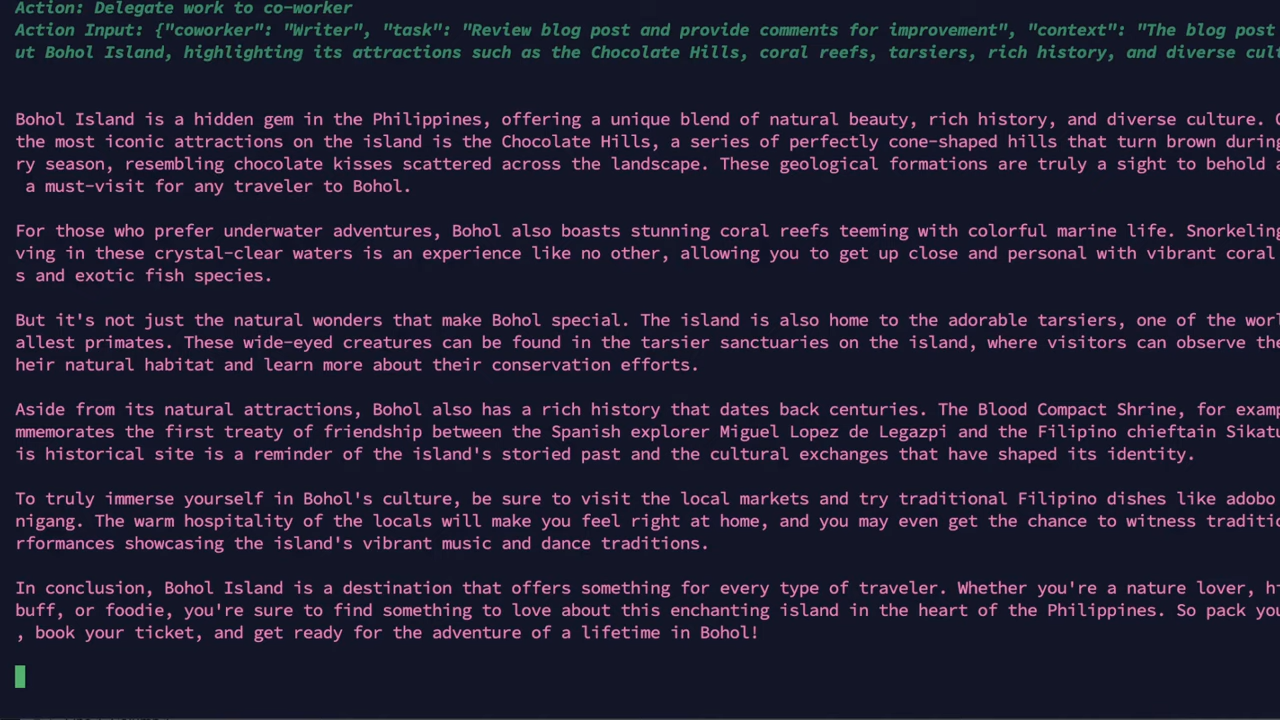 Action: Delegate work to co-worker
Action Input: {"coworker": "Writer", "task": "Review blog post and provide comments for improvement", "context": "The blog post
ut Bohol Island, highlighting its attractions such as the Chocolate Hills, coral reefs, tarsiers, rich history, and diverse cul
Bohol Island is a hidden gem in the Philippines, offering a unique blend of natural beauty, rich history, and diverse culture.
the most iconic attractions on the island is the Chocolate Hills, a series of perfectly cone-shaped hills that turn brown during
ry season, resembling chocolate kisses scattered across the landscape. These geological formations are truly a sight to behold
a must-visit for any traveler to Bohol.
For those who prefer underwater adventures, Bohol also boasts stunning coral reefs teeming with colorful marine life. Snorkeling
ving in these crystal-clear waters is an experience like no other, allowing you to get up close and personal with vibrant coral
s and exotic fish species.
But it's not just the natural wonders that make Bohol special. The island is also home to the adorable tarsiers, one of the worl
allest primates. These wide-eyed creatures can be found in the tarsier sanctuaries on the island, where visitors can observe the
heir natural habitat and learn more about their conservation efforts.
Aside from its natural attractions, Bohol also has a rich history that dates back centuries. The Blood Compact Shrine, for examp
mmemorates the first treaty of friendship between the Spanish explorer Miguel Lopez de Legazpi and the Filipino chieftain Sikatu
is historical site is a reminder of the island's storied past and the cultural exchanges that have shaped its identity.
To truly immerse yourself in Bohol's culture, be sure to visit the local markets and try traditional Filipino dishes like adobo
nigang. The warm hospitality of the locals will make you feel right at home, and you may even get the chance to witness traditio
rformances showcasing the island's vibrant music and dance traditions.
In conclusion, Bohol Island is a destination that offers something for every type of traveler. Whether you're a nature lover, hi
buff, or foodie, you're sure to find something to love about this enchanting island in the heart of the Philippines. So pack you
, book your ticket, and get ready for the adventure of a lifetime in Bohol!